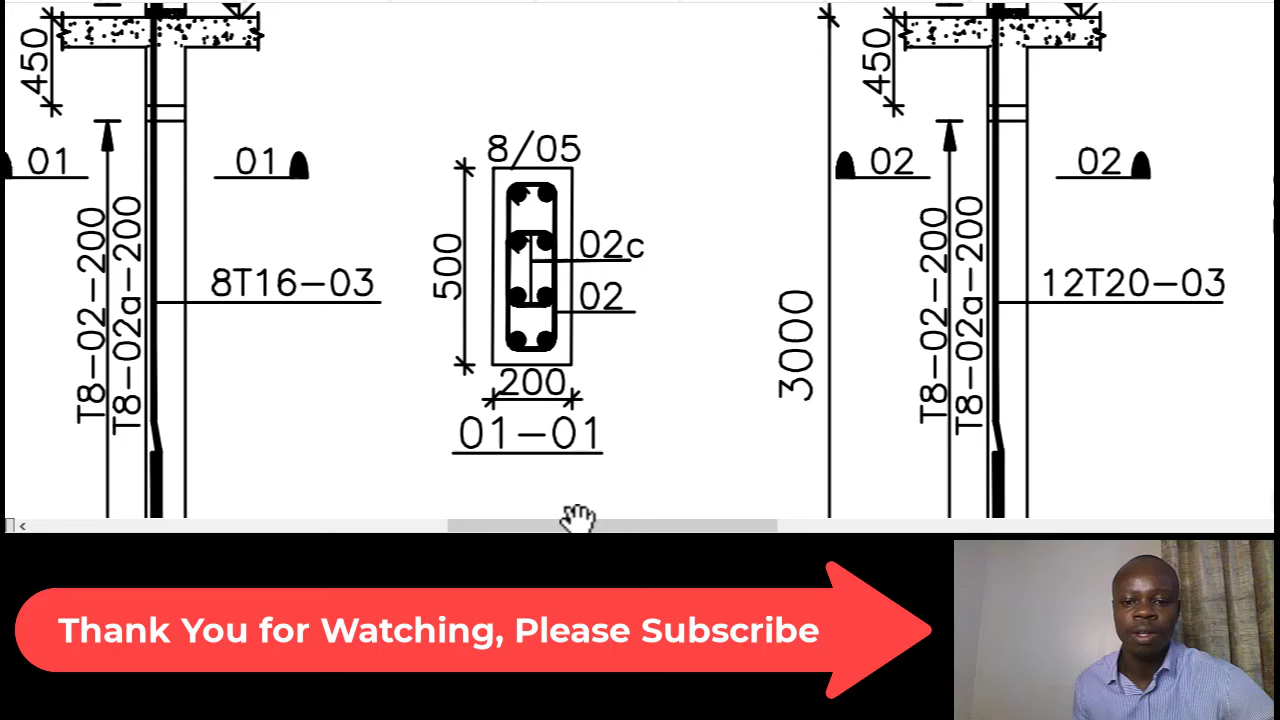 450
01
01
T8-02-200
T8-02a-200
8T16-03
8/05
500
02c
02
200
01-01
3000
450
02
02
T8-02-200
T8-02a-200
12T20-03
Thank You for Watching, Please Subscribe